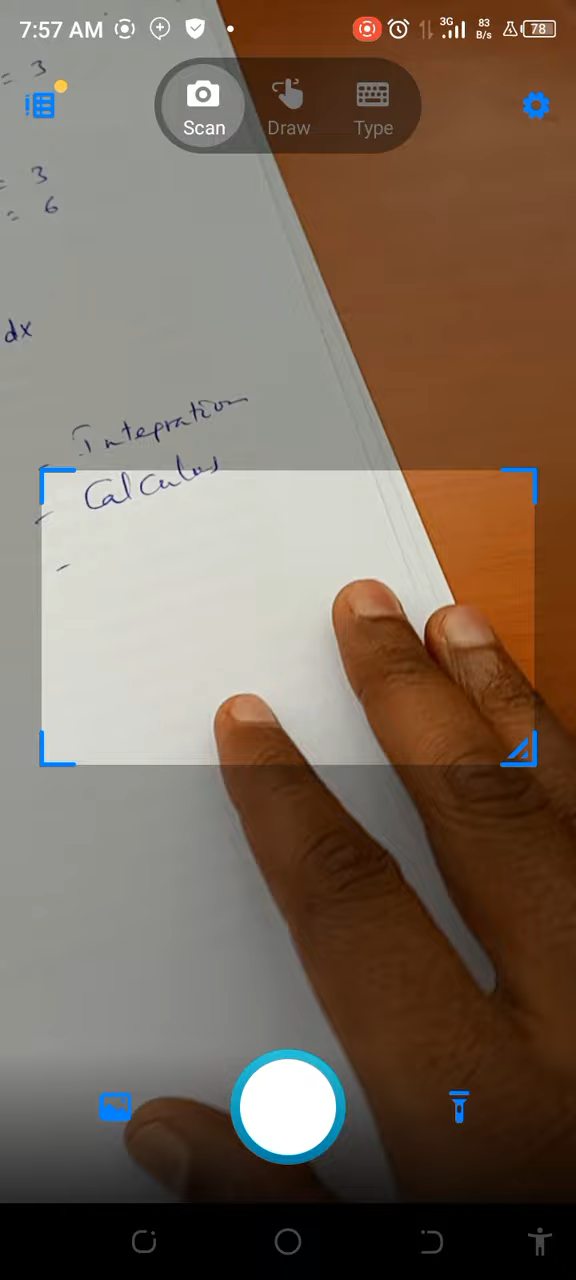 7:57 AM 3G 83 B/s 78
= 3
Scan Draw Type
= 3
= 6
dx
- Integration
- Calculus
-